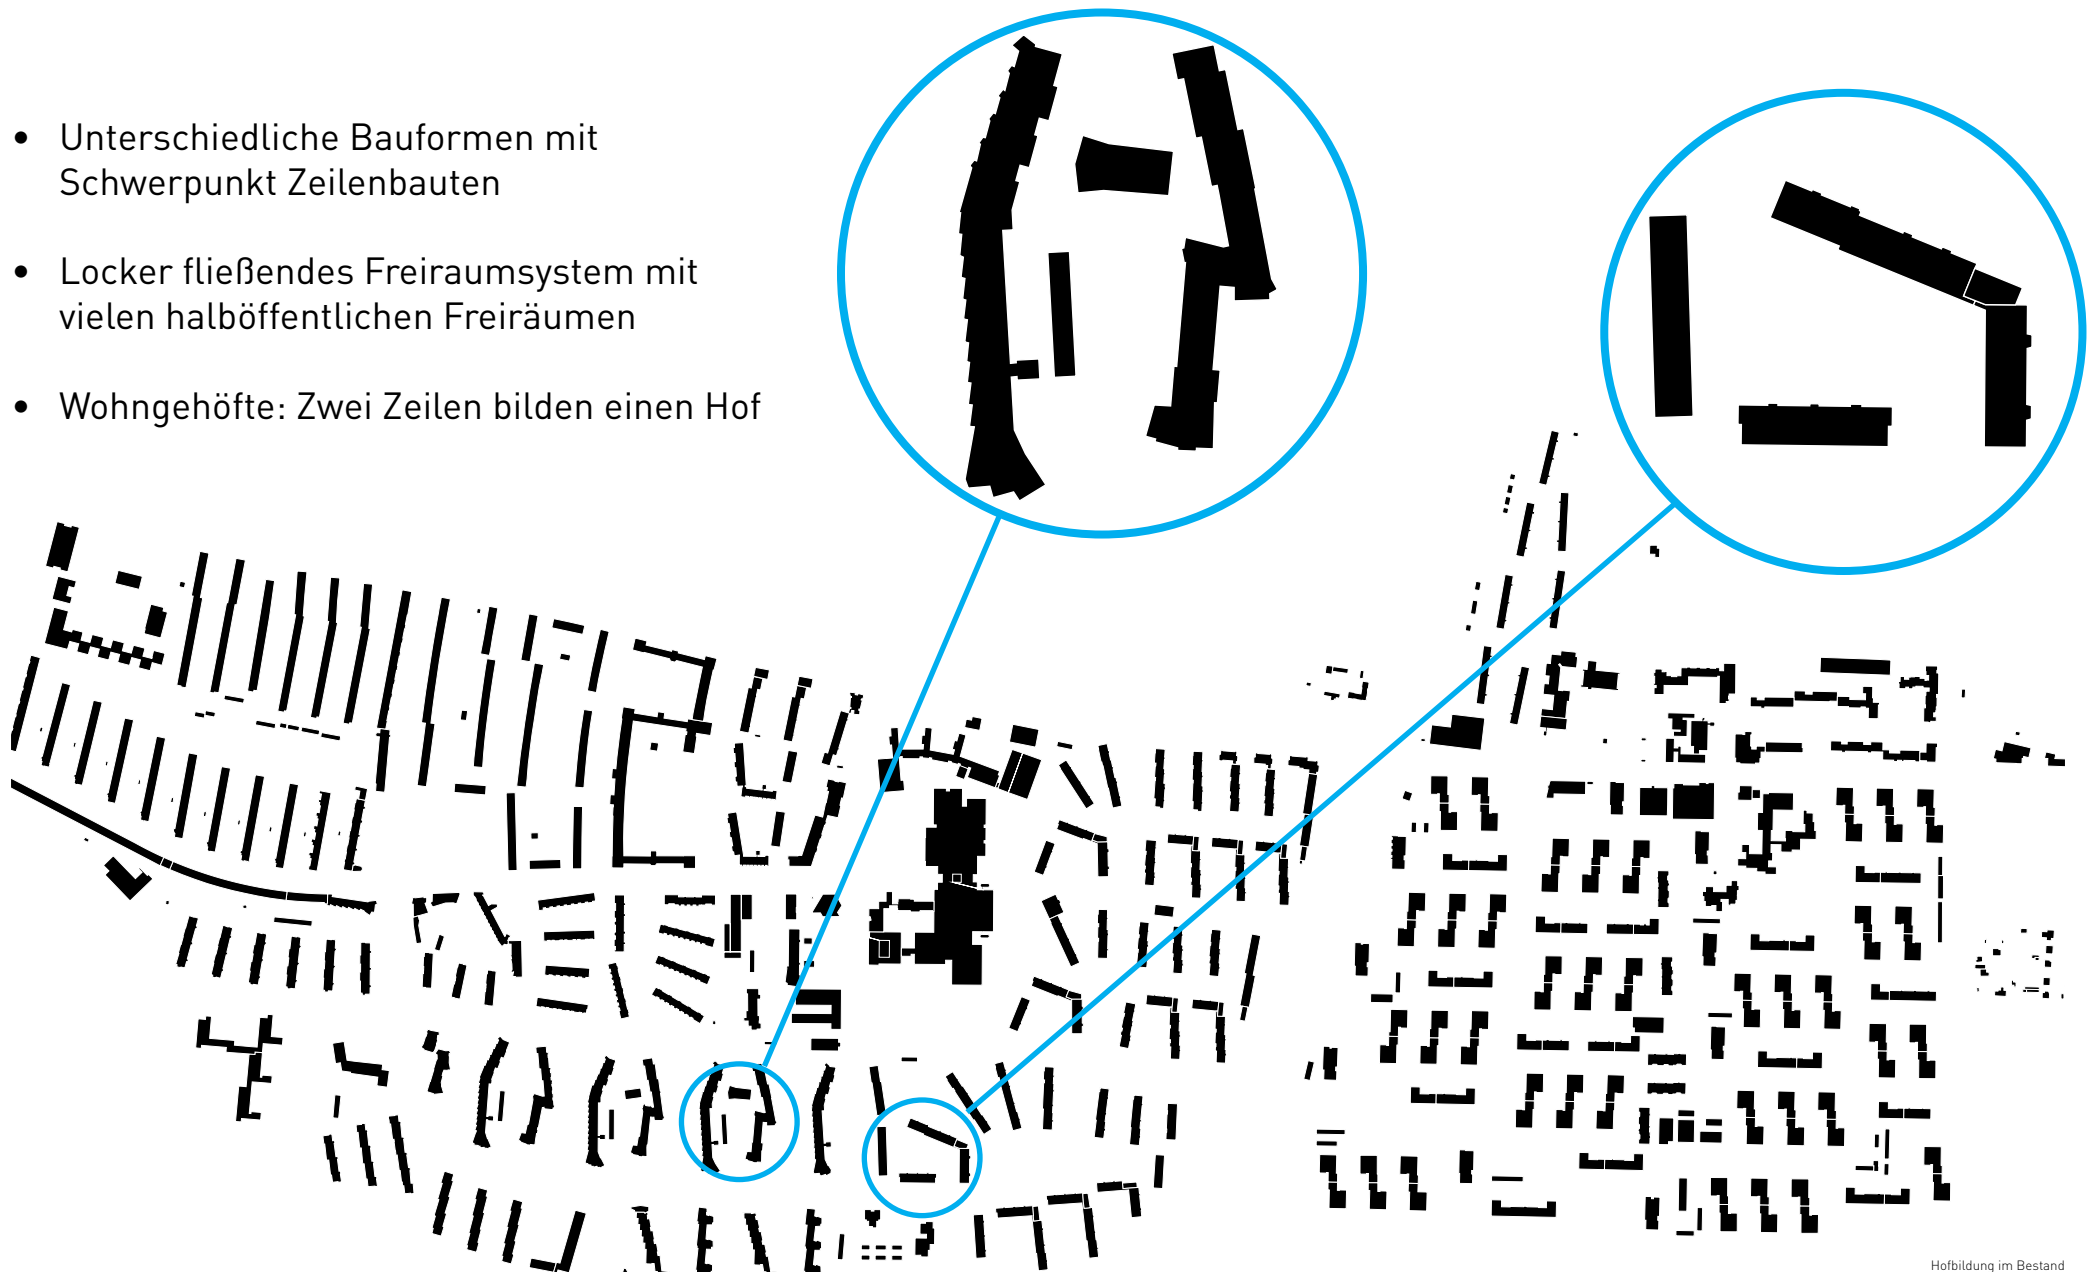 • Unterschiedliche Bauformen mit
Schwerpunkt Zeilenbauten
• Locker fließendes Freiraumsystem mit
vielen halböffentlichen Freiräumen
• Wohngehöfte: Zwei Zeilen bilden einen Hof
Hofbildung im Bestand